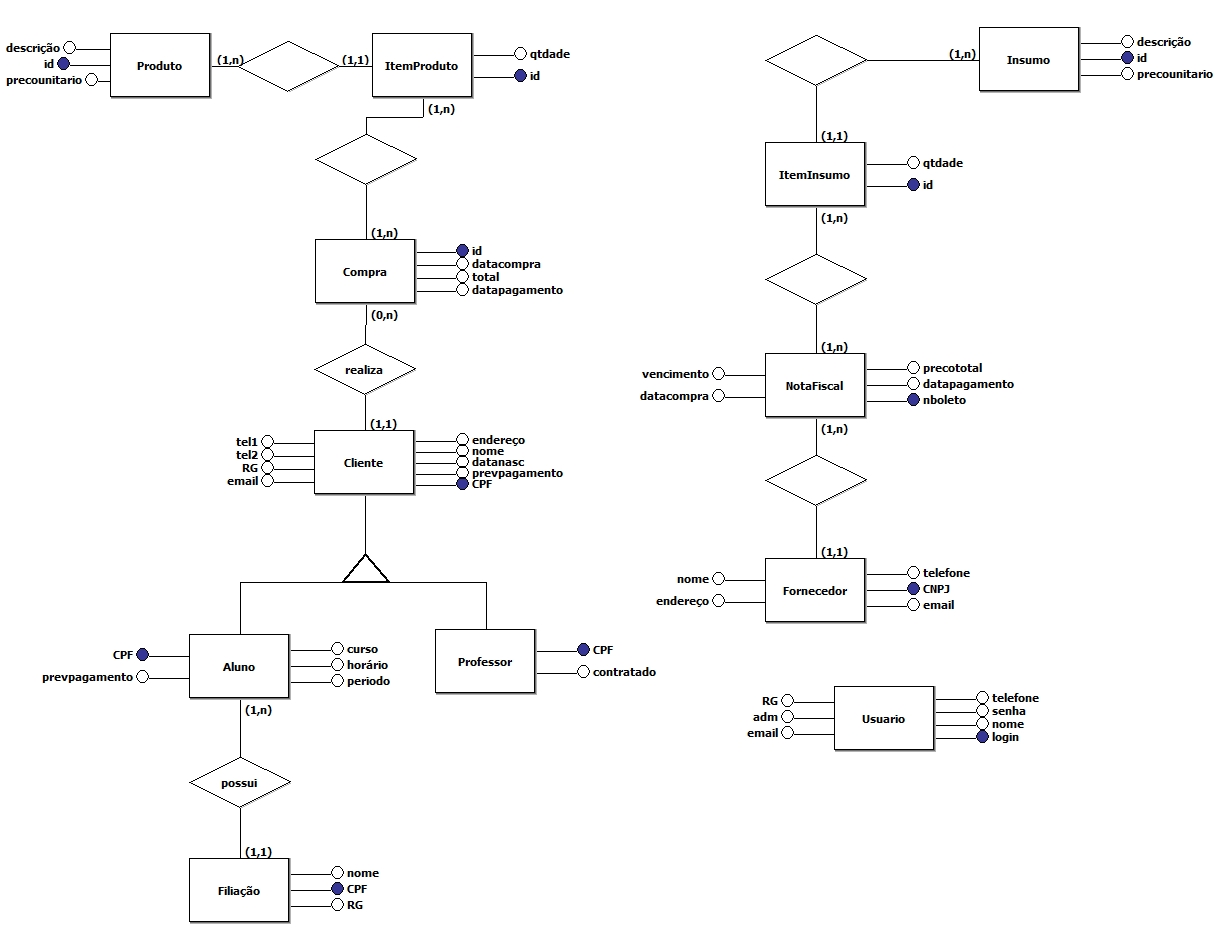 descrição
id
precounitario
Produto
(1,n)
(1,1)
ItemProduto
qtdade
id
(1,n)
(1,n)
Compra
id
datacompra
total
datapagamento
(0,n)
realiza
(1,1)
tel1
tel2
RG
email
Cliente
endereço
nome
datanasc
prevpagamento
CPF
CPF
prevpagamento
Aluno
curso
horário
periodo
Professor
CPF
contratado
(1,n)
possui
(1,1)
Filiação
nome
CPF
RG
(1,n)
Insumo
descrição
id
precounitario
(1,1)
ItemInsumo
qtdade
id
(1,n)
(1,n)
vencimento
datacompra
NotaFiscal
precototal
datapagamento
nboleto
(1,n)
(1,1)
nome
endereço
Fornecedor
telefone
CNPJ
email
RG
adm
email
Usuario
telefone
senha
nome
login